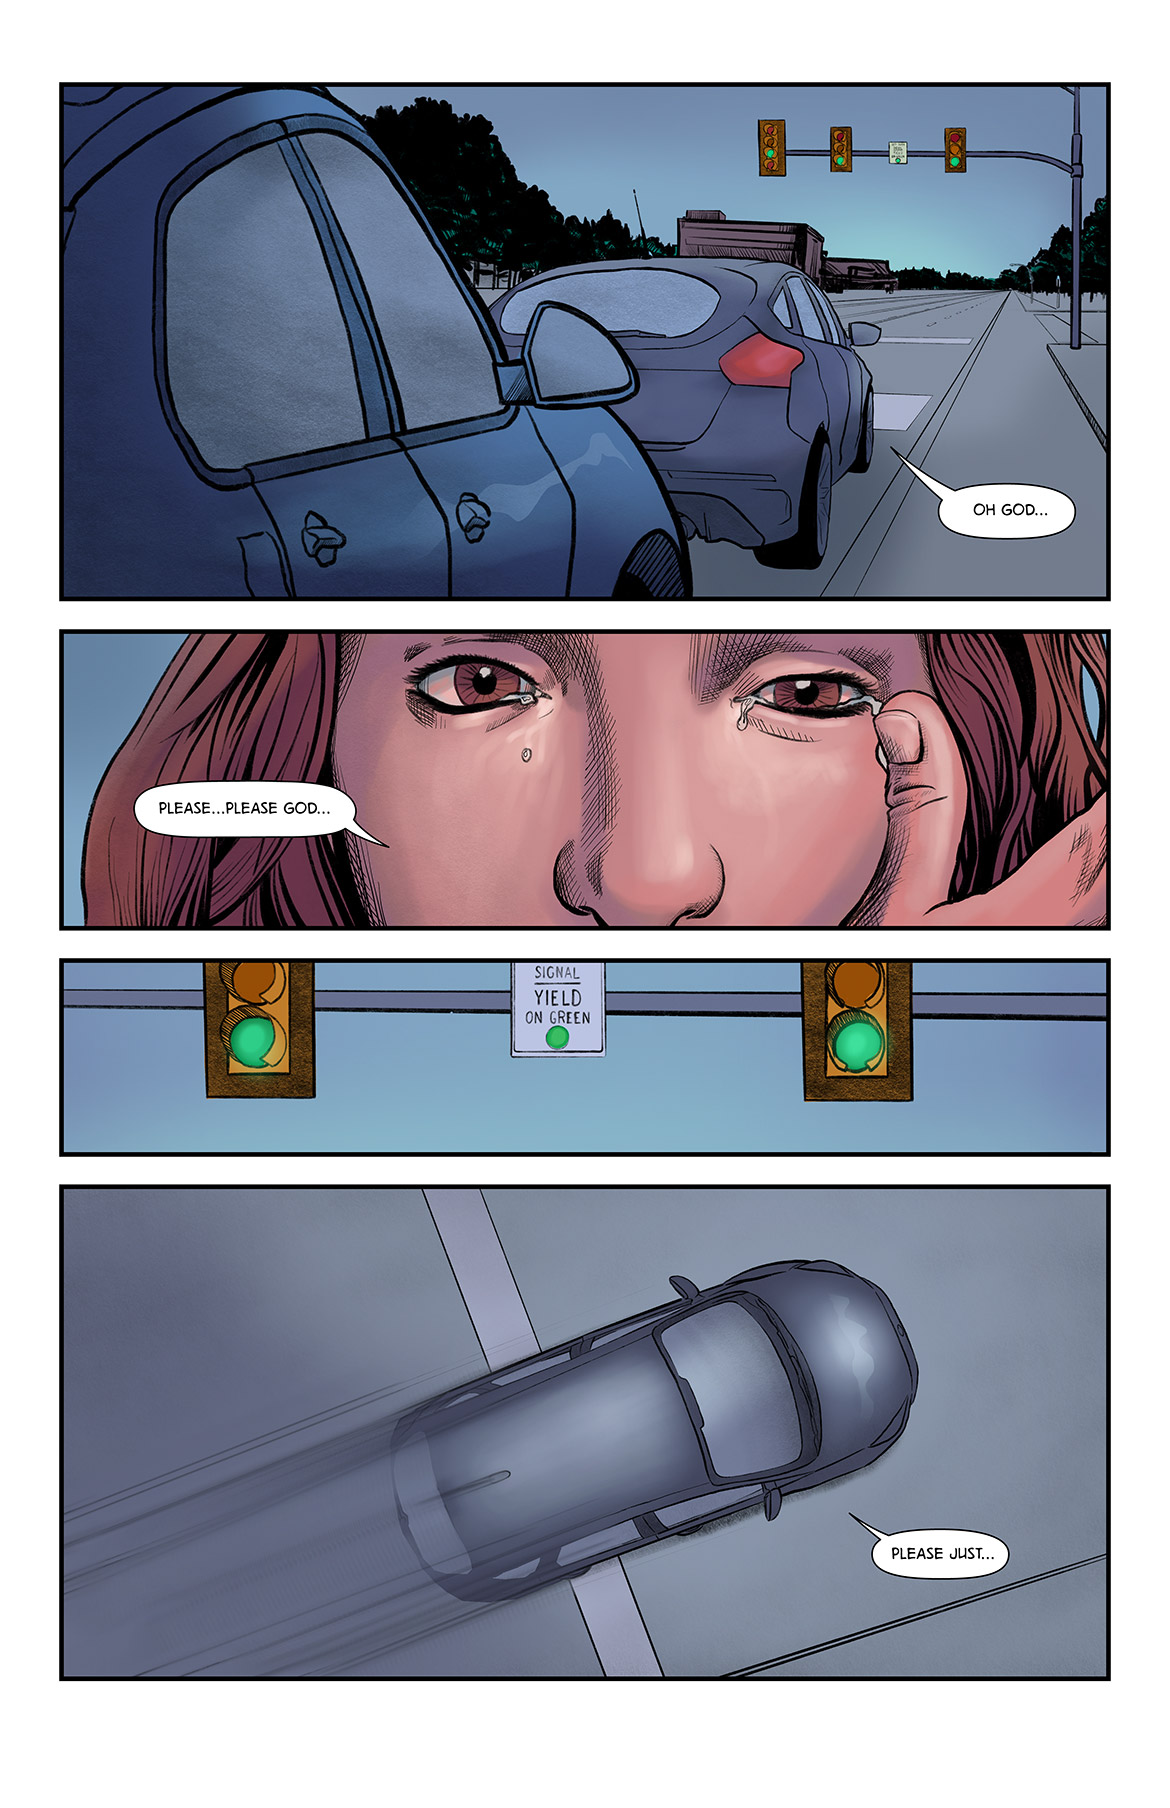 OH GOD...
PLEASE...PLEASE GOD...
SIGNAL
YIELD
ON GREEN
PLEASE JUST...